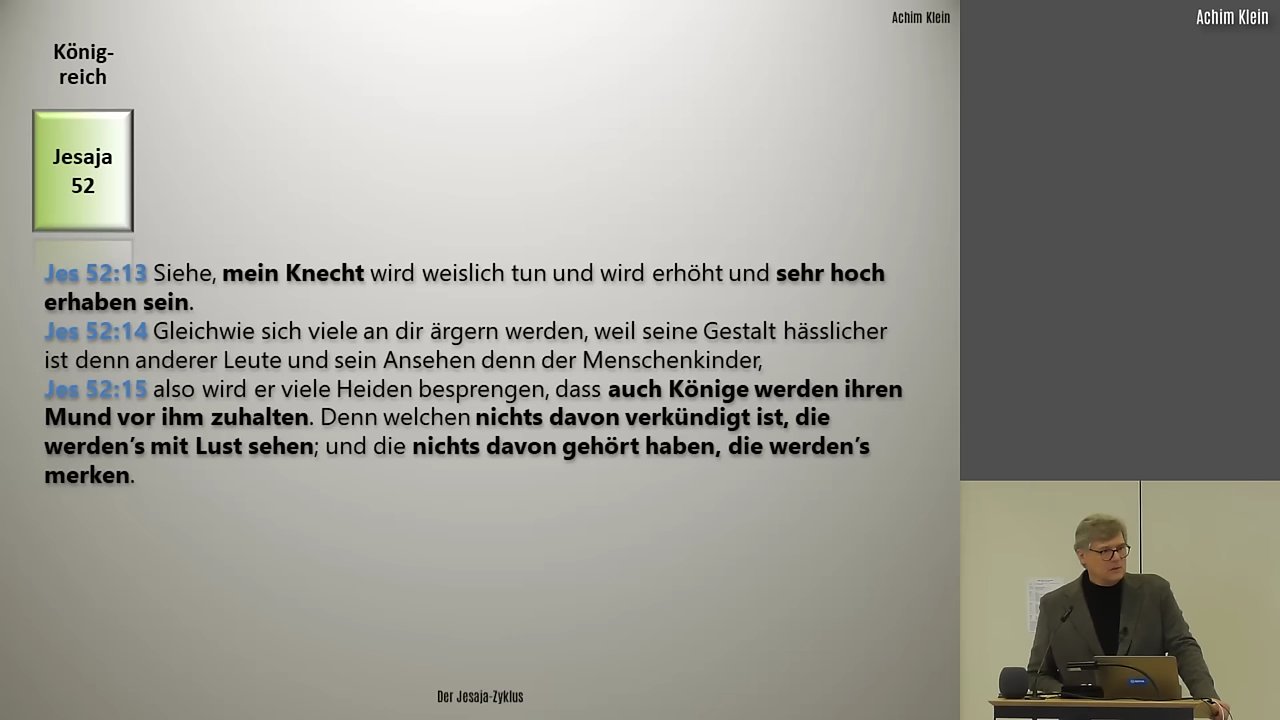 Achim Klein
Achim Klein
König-
reich
Jesaja
52
Jes 52:13 Siehe, mein Knecht wird weislich tun und wird erhöht und sehr hoch
erhaben sein.
Jes 52:14 Gleichwie sich viele an dir ärgern werden, weil seine Gestalt hässlicher
ist denn anderer Leute und sein Ansehen denn der Menschenkinder,
Jes 52:15 also wird er viele Heiden besprengen, dass auch Könige werden ihren
Mund vor ihm zuhalten. Denn welchen nichts davon verkündigt ist, die
werden’s mit Lust sehen; und die nichts davon gehört haben, die werden’s
merken.
Der Jesaja-Zyklus